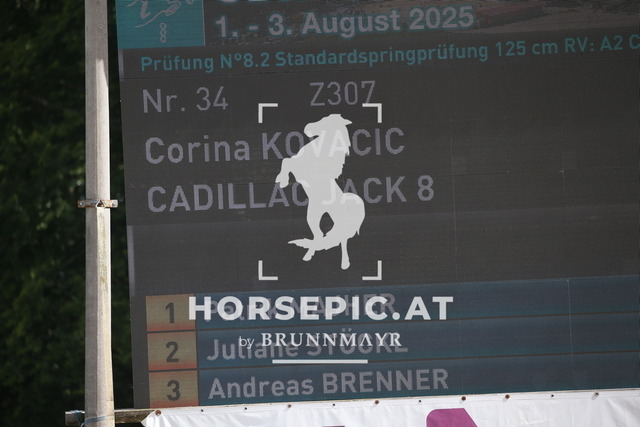 1. - 3. August 2025
Prüfung N°8.2 Standardspringprüfung 125 cm RV: A2 C
Nr. 34 Z307
Corina KOVACIC
CADILLAC JACK 8
1
HORSEPIC.AT
by BRUNNMAYR
2 Juliane STÖCKL
3 Andreas BRENNER